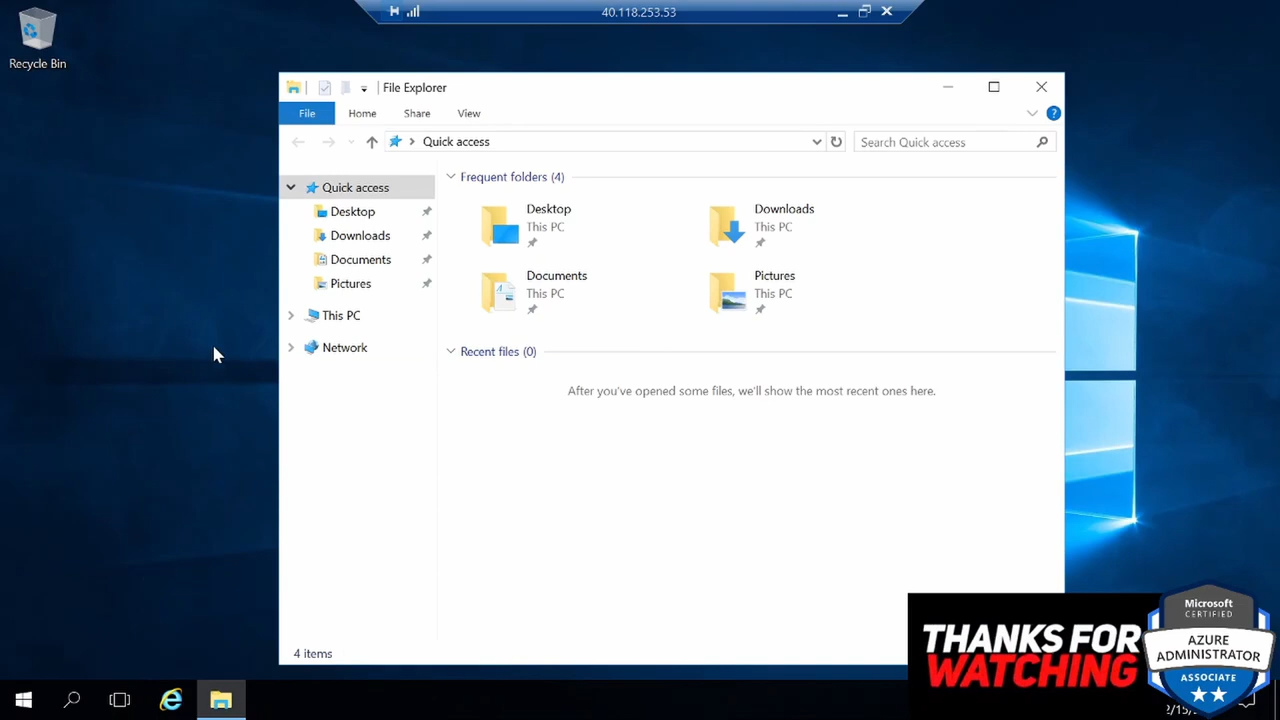 40.118.253.53
Recycle Bin
File Explorer
File Home Share View
Quick access
Search Quick access
Quick access
Desktop
Downloads
Documents
Pictures
This PC
Network
Frequent folders (4)
Desktop
This PC
Downloads
This PC
Documents
This PC
Pictures
This PC
Recent files (0)
After you've opened some files, we'll show the most recent ones here.
4 items
THANKS FOR
WATCHING
Microsoft
CERTIFIED
AZURE
ADMINISTRATOR
ASSOCIATE